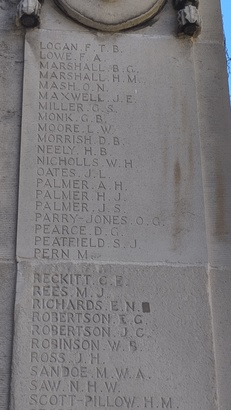 LOGAN. F. T. B.
LOWE. F. A.
MARSHALL. B. G.
MARSHALL. H. M.
MASH. O. N.
MAXWELL. J. E.
MILLER. G. S.
MONK. G. B.
MOORE. L. W.
MORRISH. D. B.
NEELY. H. B.
NICHOLLS. W. H
OATES. J. L.
PALMER. A. H.
PALMER. H. J.
PALMER. J. S.
PARRY-JONES. O. G.
PEARCE. D. G.
PEATFIELD. S. J
PERN M
RECKITT.
REES. M. J.
RICHARDS. E. N.
ROBERTSON. E. G.
ROBERTSON. J. G.
ROBINSON. W. S.
ROSS. J. H.
SANDOE. M. W. A.
SAW. N. H. W.
SCOTT-PILLOW. H. M.